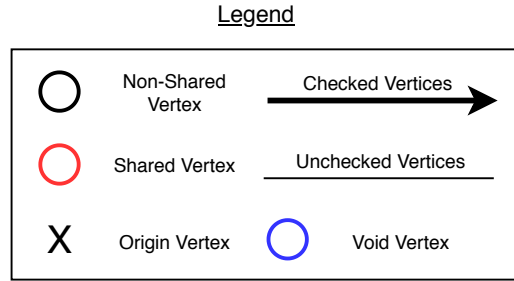 Legend
Non-Shared
Vertex
Checked Vertices
Shared Vertex
Unchecked Vertices
X
Origin Vertex
Void Vertex